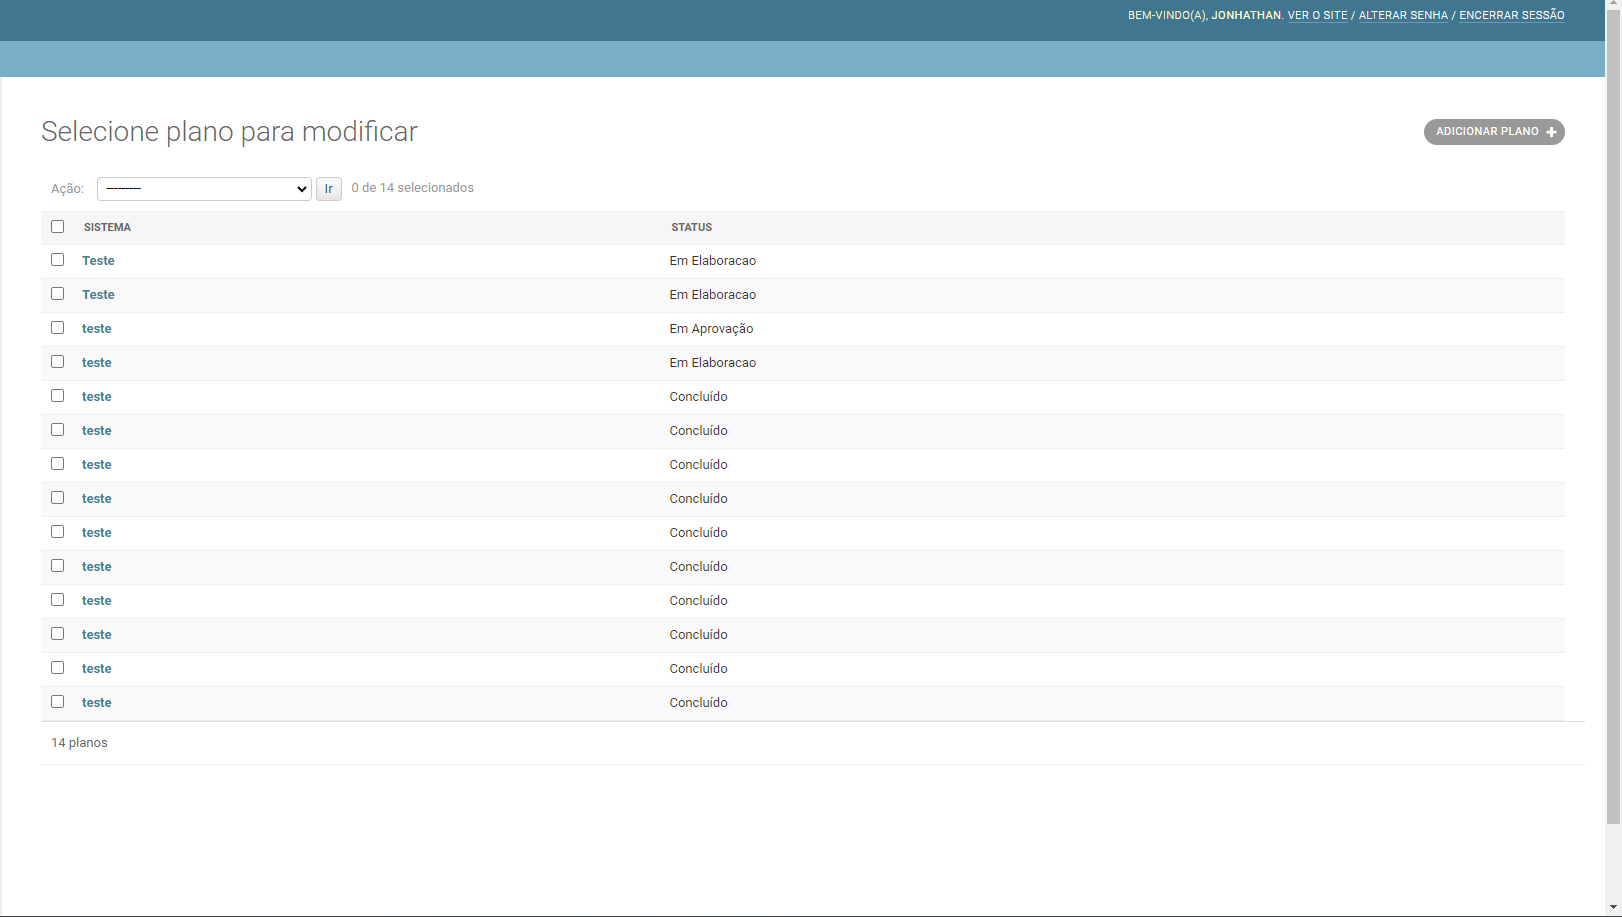 BEM-VINDO(A), JONHATHAN. VER O SITE / ALTERAR SENHA / ENCERRAR SESSÃO
Selecione plano para modificar
ADICIONAR PLANO +
Ação: --------- Ir 0 de 14 selecionados
SISTEMA STATUS
Teste Em Elaboracao
Teste Em Elaboracao
teste Em Aprovação
teste Em Elaboracao
teste Concluído
teste Concluído
teste Concluído
teste Concluído
teste Concluído
teste Concluído
teste Concluído
teste Concluído
teste Concluído
teste Concluído
14 planos